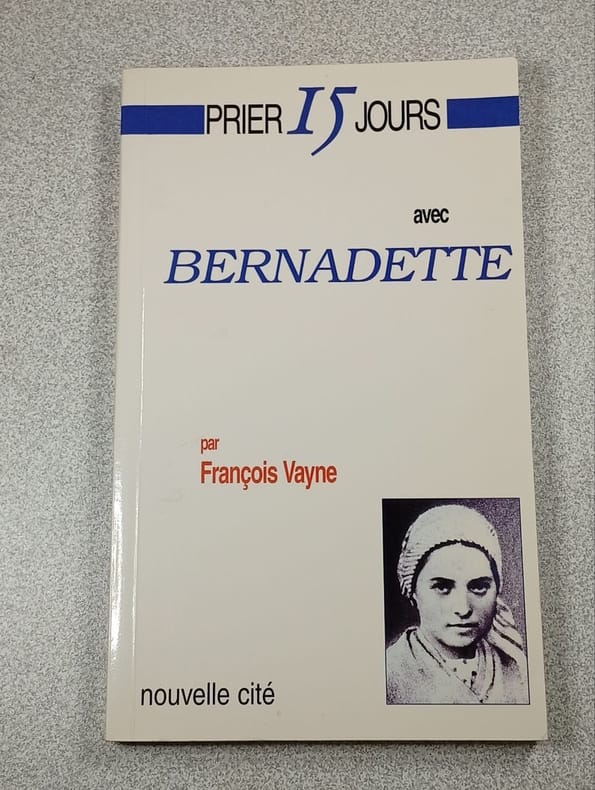 PRIER 15 JOURS
avec
BERNADETTE
par
François Vayne
nouvelle cité